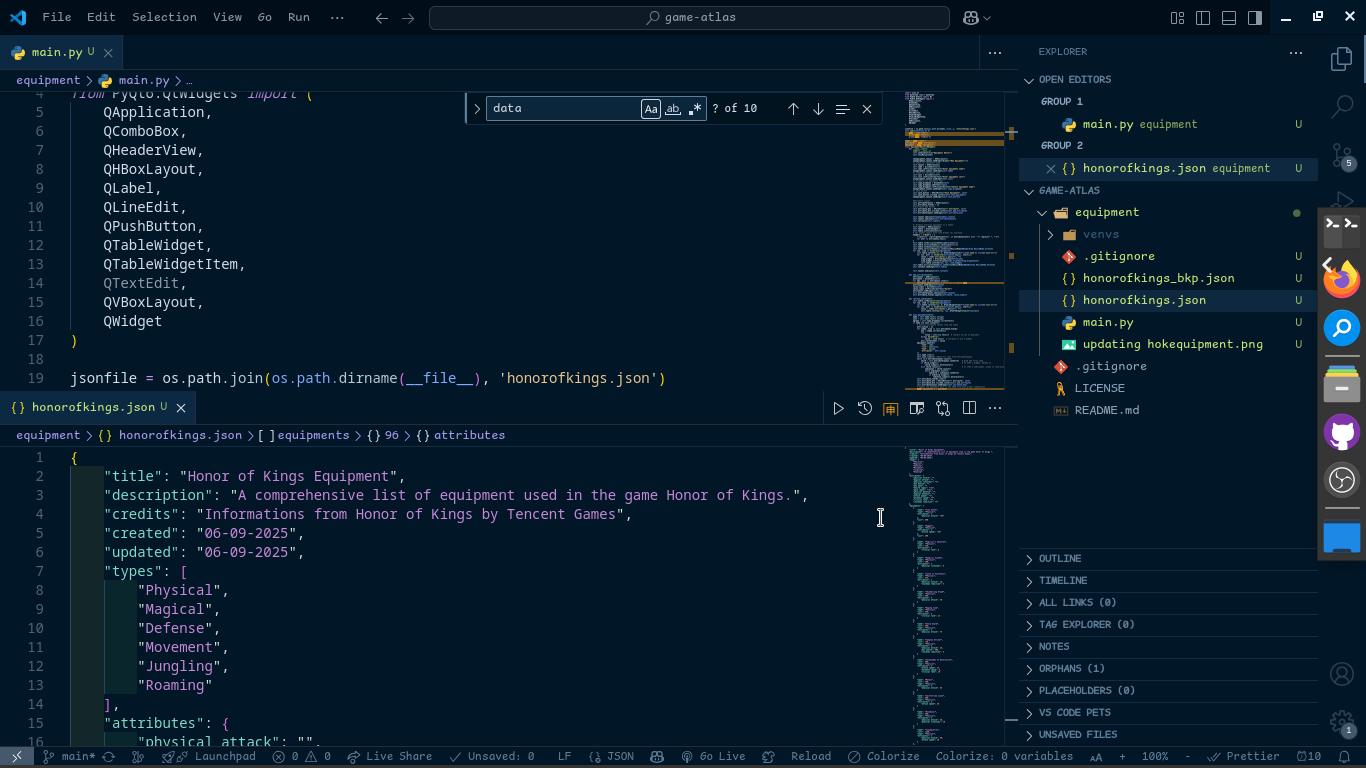 File Edit Selection View Go Run ··· game-atlas
main.py U
equipment > main.py > …
data Aa ab ? of 10
4 from PyQt6.QtWidgets import (
5 QApplication,
6 QComboBox,
7 QHeaderView,
8 QHBoxLayout,
9 QLabel,
10 QLineEdit,
11 QPushButton,
12 QTableWidget,
13 QTableWidgetItem,
14 QTextEdit,
15 QVBoxLayout,
16 QWidget
17 )
18
19 jsonfile = os.path.join(os.path.dirname(__file__), 'honorofkings.json')
{} honorofkings.json U
equipment > {} honorofkings.json > [ ] equipments > {} 96 > {} attributes
1 {
2 "title": "Honor of Kings Equipment",
3 "description": "A comprehensive list of equipment used in the game Honor of Kings.",
4 "credits": "Informations from Honor of Kings by Tencent Games",
5 "created": "06-09-2025",
6 "updated": "06-09-2025",
7 "types": [
8 "Physical",
9 "Magical",
10 "Defense",
11 "Movement",
12 "Jungling",
13 "Roaming"
14 ],
15 "attributes": {
16 "physical attack": "",
EXPLORER
OPEN EDITORS
GROUP 1
main.py equipment U
GROUP 2
{} honorofkings.json equipment U
GAME-ATLAS
equipment
venvs
.gitignore U
{} honorofkings_bkp.json U
{} honorofkings.json U
main.py U
updating hokequipment.png U
.gitignore
LICENSE
README.md
OUTLINE
TIMELINE
ALL LINKS (0)
TAG EXPLORER (0)
NOTES
ORPHANS (1)
PLACEHOLDERS (0)
VS CODE PETS
UNSAVED FILES
5
1
main* Launchpad 0 0 Live Share Unsaved: 0 LF {} JSON Go Live Reload Colorize Colorize: 0 variables AA + 100% - Prettier 10